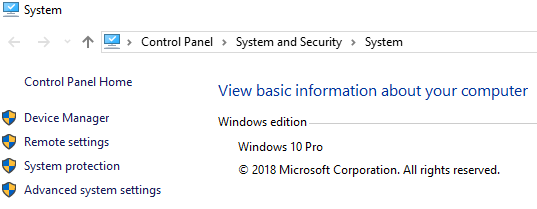 System
Control Panel > System and Security > System
Control Panel Home
Device Manager
Remote settings
System protection
Advanced system settings
View basic information about your computer
Windows edition
Windows 10 Pro
© 2018 Microsoft Corporation. All rights reserved.